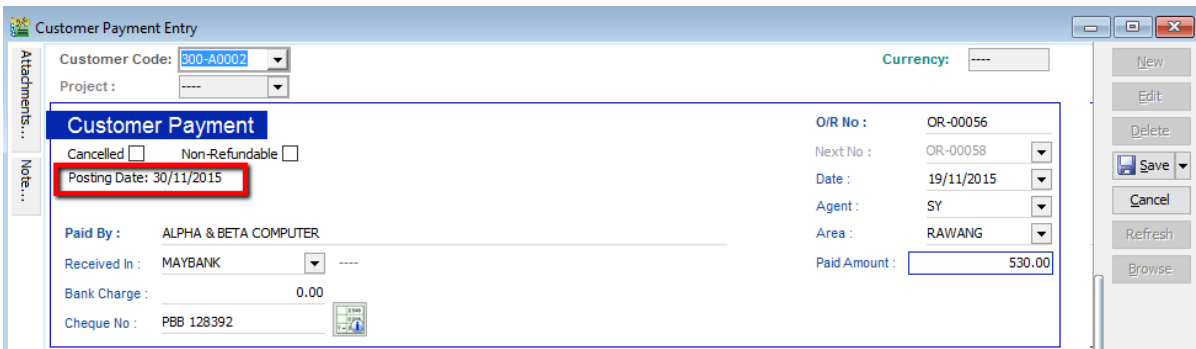 Customer Payment Entry
Attachments...
Note...
Customer Code: 300-A0002
Currency: ----
Project : ----
Customer Payment
Cancelled
Non-Refundable
Posting Date: 30/11/2015
O/R No : OR-00056
Next No : OR-00058
Date : 19/11/2015
Agent : SY
Paid By : ALPHA & BETA COMPUTER
Area : RAWANG
Received In : MAYBANK ----
Paid Amount : 530.00
Bank Charge : 0.00
Cheque No : PBB 128392
New
Edit
Delete
Save
Cancel
Refresh
Browse